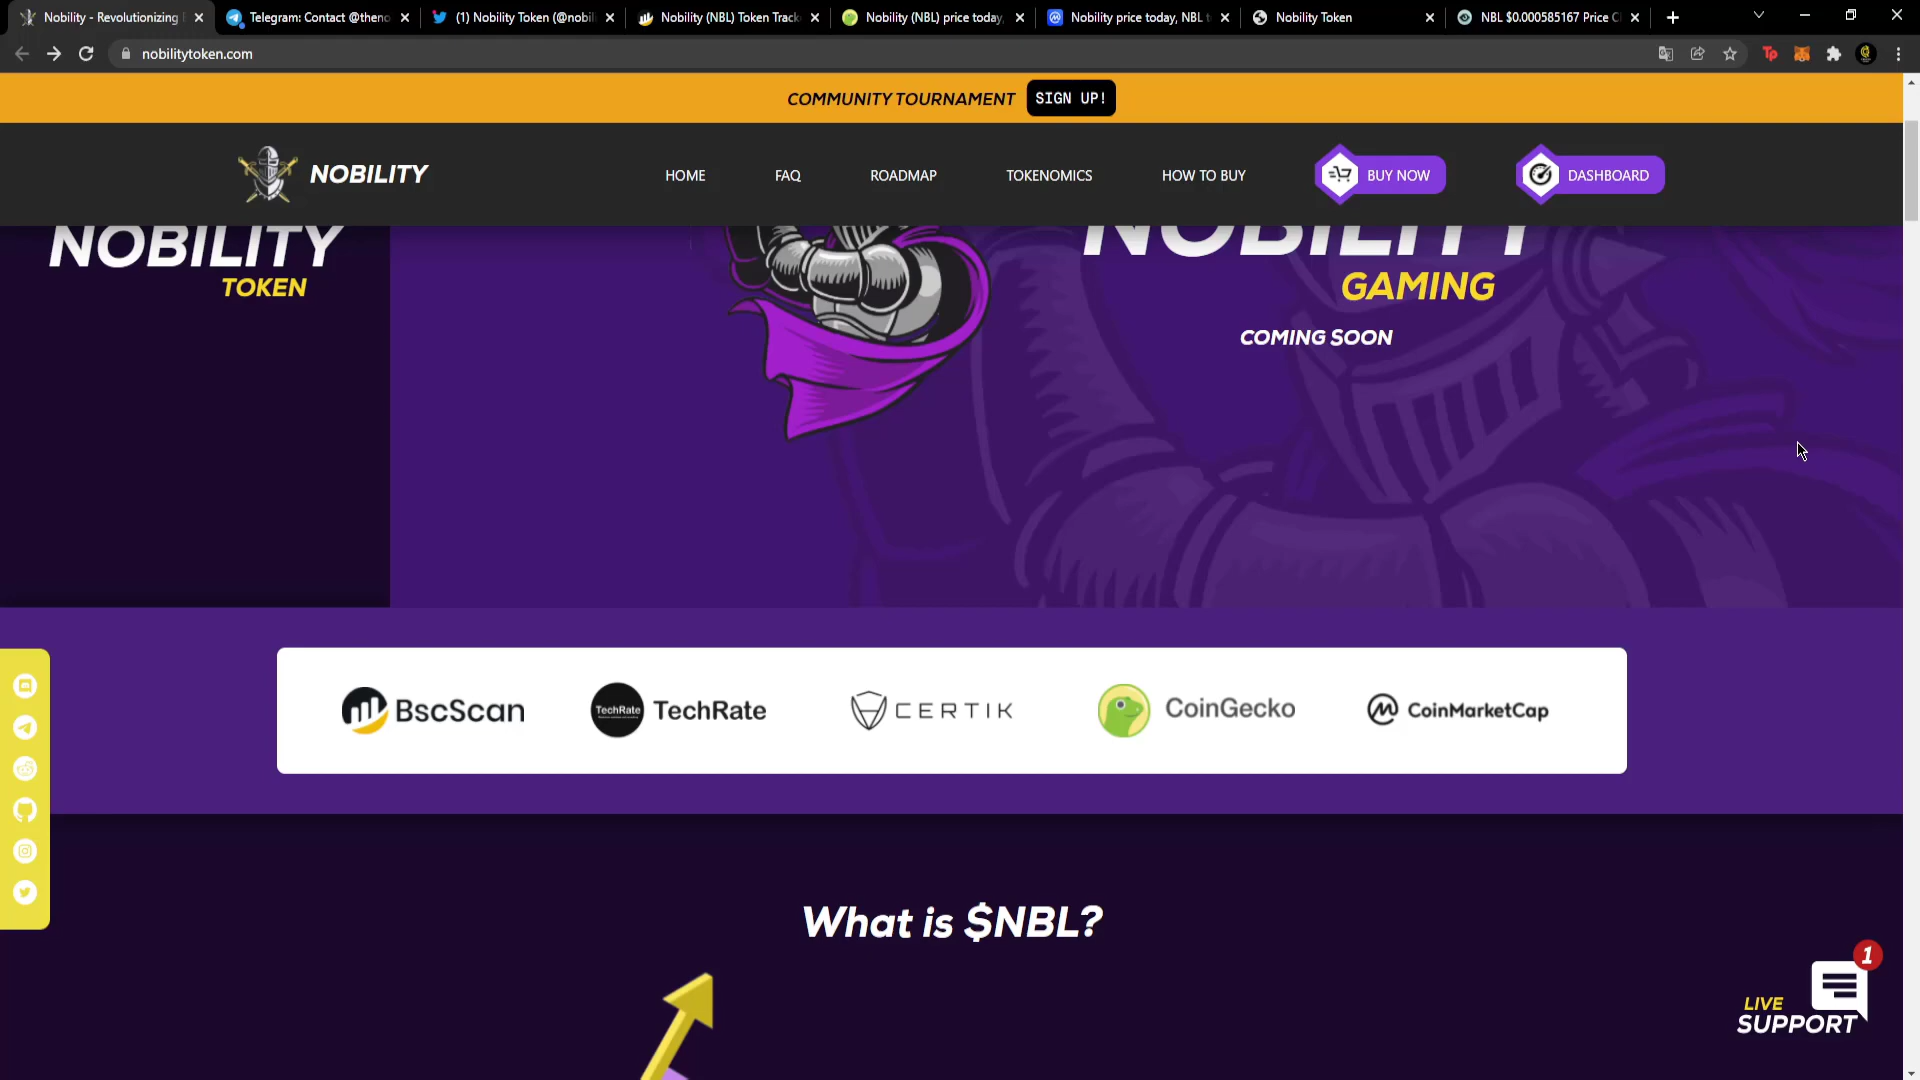 Nobility - Revolutionizing
Telegram: Contact @theno
(1) Nobility Token (@nobil
Nobility (NBL) Token Track
Nobility (NBL) price today,
Nobility price today, NBL t
Nobility Token
NBL $0.000585167 Price C
nobilitytoken.com
COMMUNITY TOURNAMENT
SIGN UP!
NOBILITY
HOME
FAQ
ROADMAP
TOKENOMICS
HOW TO BUY
BUY NOW
DASHBOARD
NOBILITY
TOKEN
NOBILITY
GAMING
COMING SOON
BscScan
TechRate
TechRate
CERTIK
CoinGecko
CoinMarketCap
What is $NBL?
1
LIVE
SUPPORT